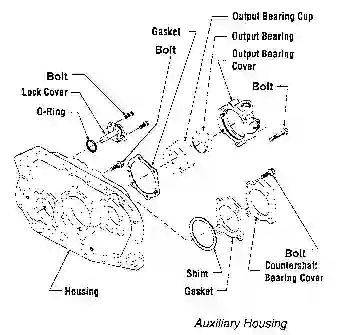 Output Bearing Cup
Gasket
Output Bearing
Bolt
Output Bearing
Cover
Bolt
Bolt
Lock Cover
O-Ring
Bolt
Shim
Countershaft
Bearing Cover
Housing
Gasket
Auxiliary Housing